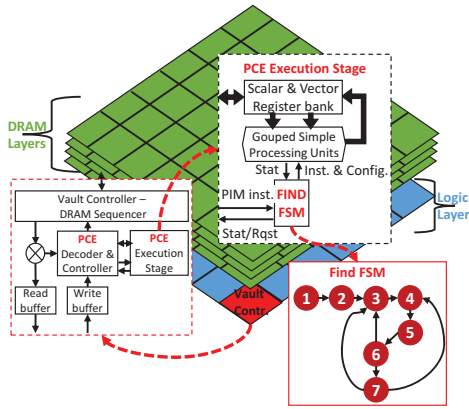 PCE Execution Stage
Scalar & Vector
Register bank
Gouped Simple
Processing Units
Stat
Inst. & Config.
PIM inst.
FIND
FSM
Stat/Rqst
DRAM
Layers
Logic
Layer
Vault Controller –
DRAM Sequencer
PCE
Decoder &
Controller
PCE
Execution
Stage
Read
buffer
Write
buffer
Vault
Contr.
Find FSM
1
2
3
4
5
6
7